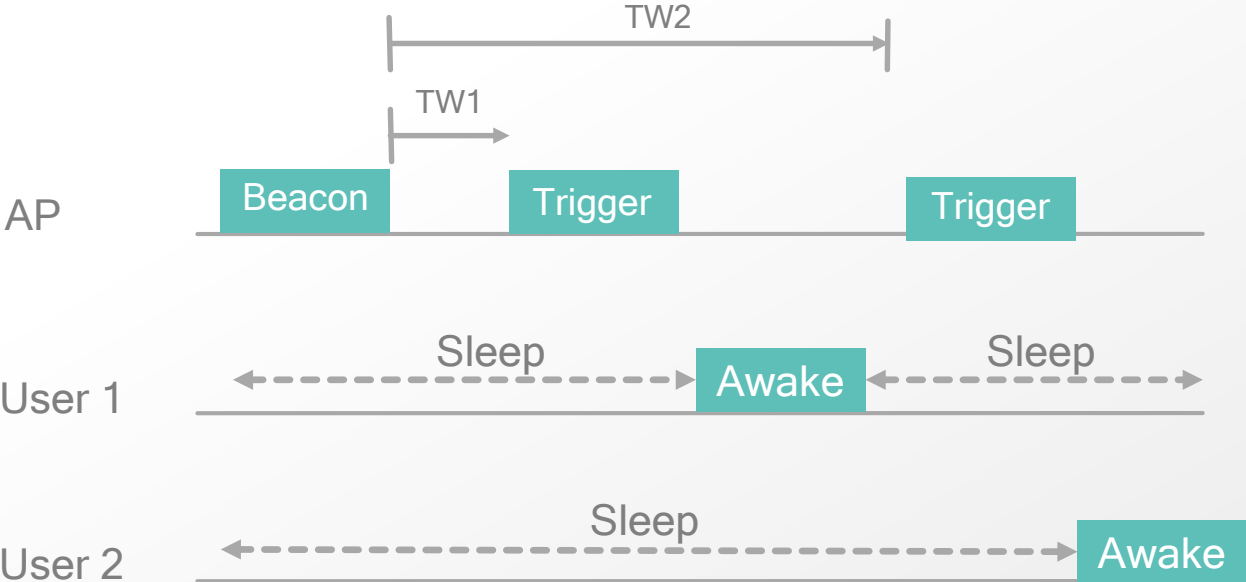 TW2
TW1
AP Beacon Trigger Trigger
Sleep Sleep
User 1 Awake
Sleep
User 2 Awake